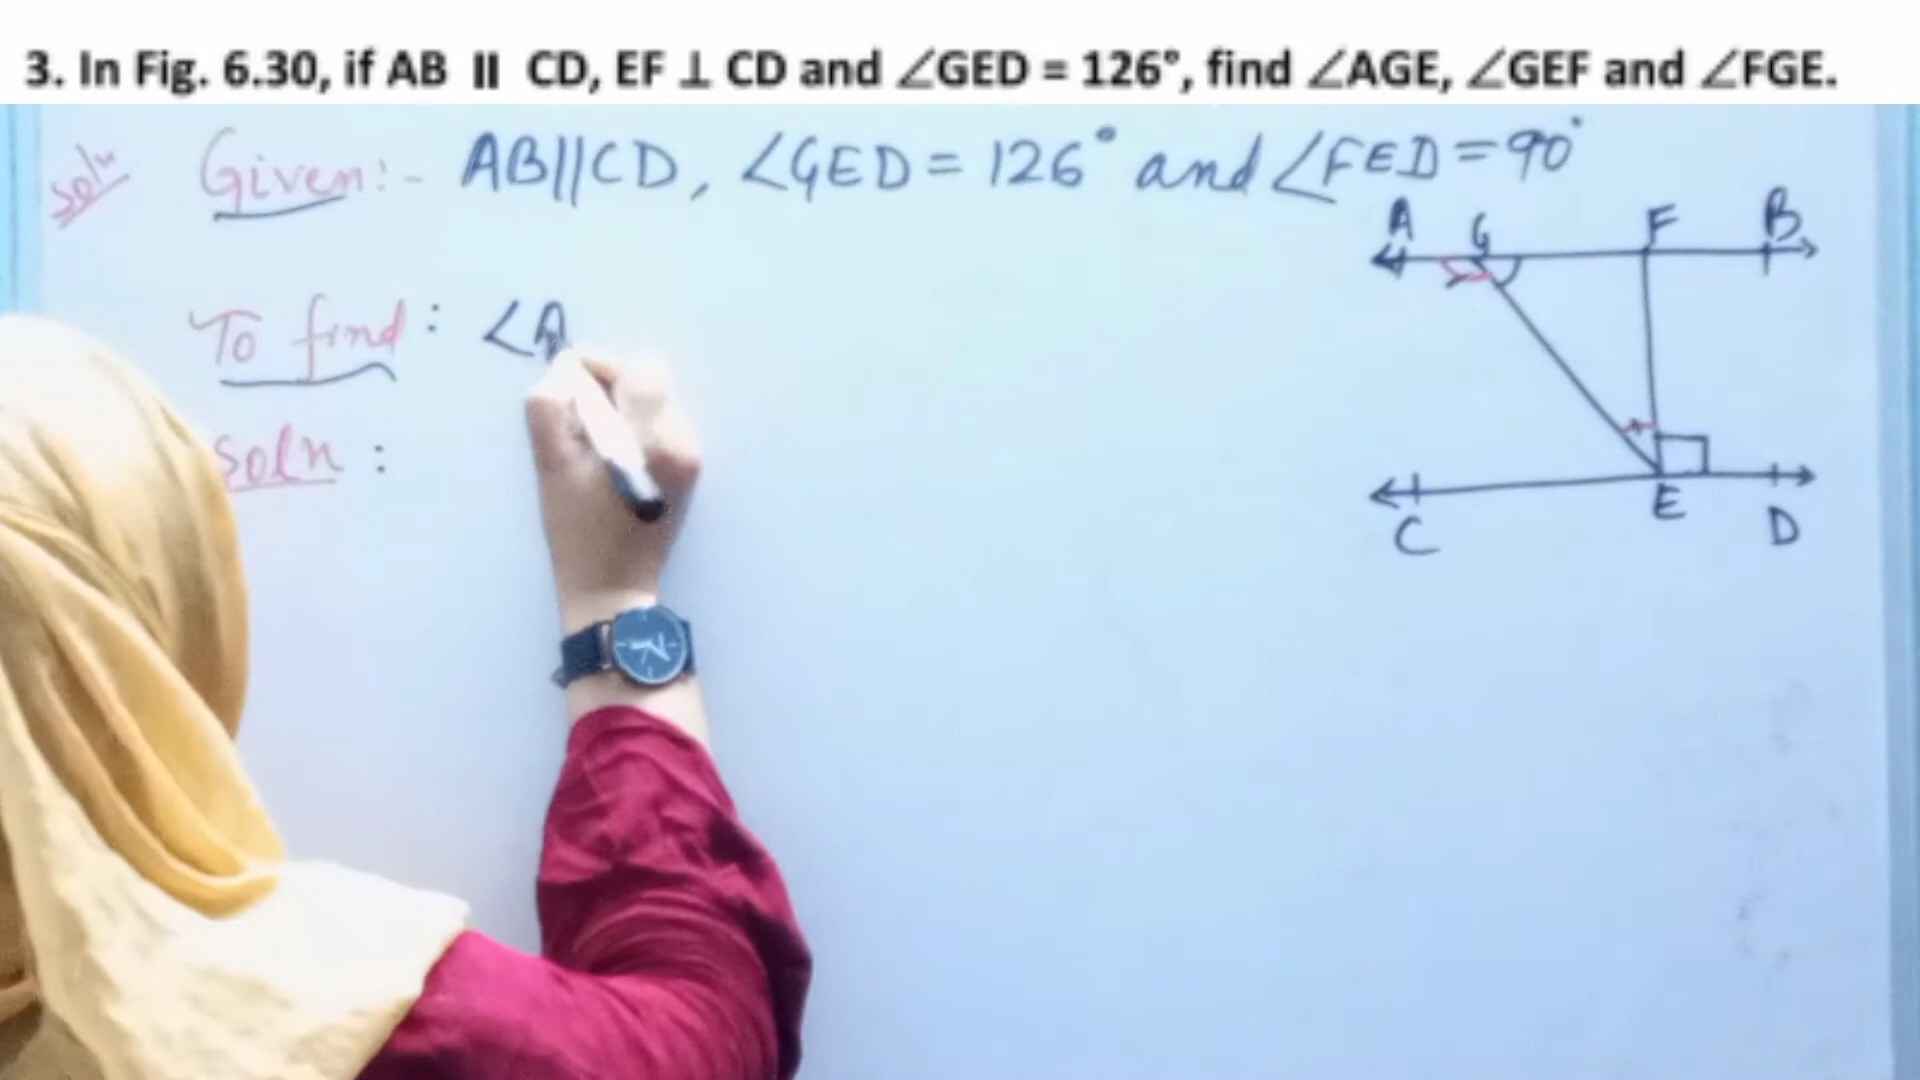 3. In Fig. 6.30, if AB || CD, EF ⊥ CD and ∠GED = 126°, find ∠AGE, ∠GEF and ∠FGE.
Soln Given:- AB||CD, ∠GED = 126° and ∠FED = 90°
A G F B
To find : ∠A
Soln :
E
C D